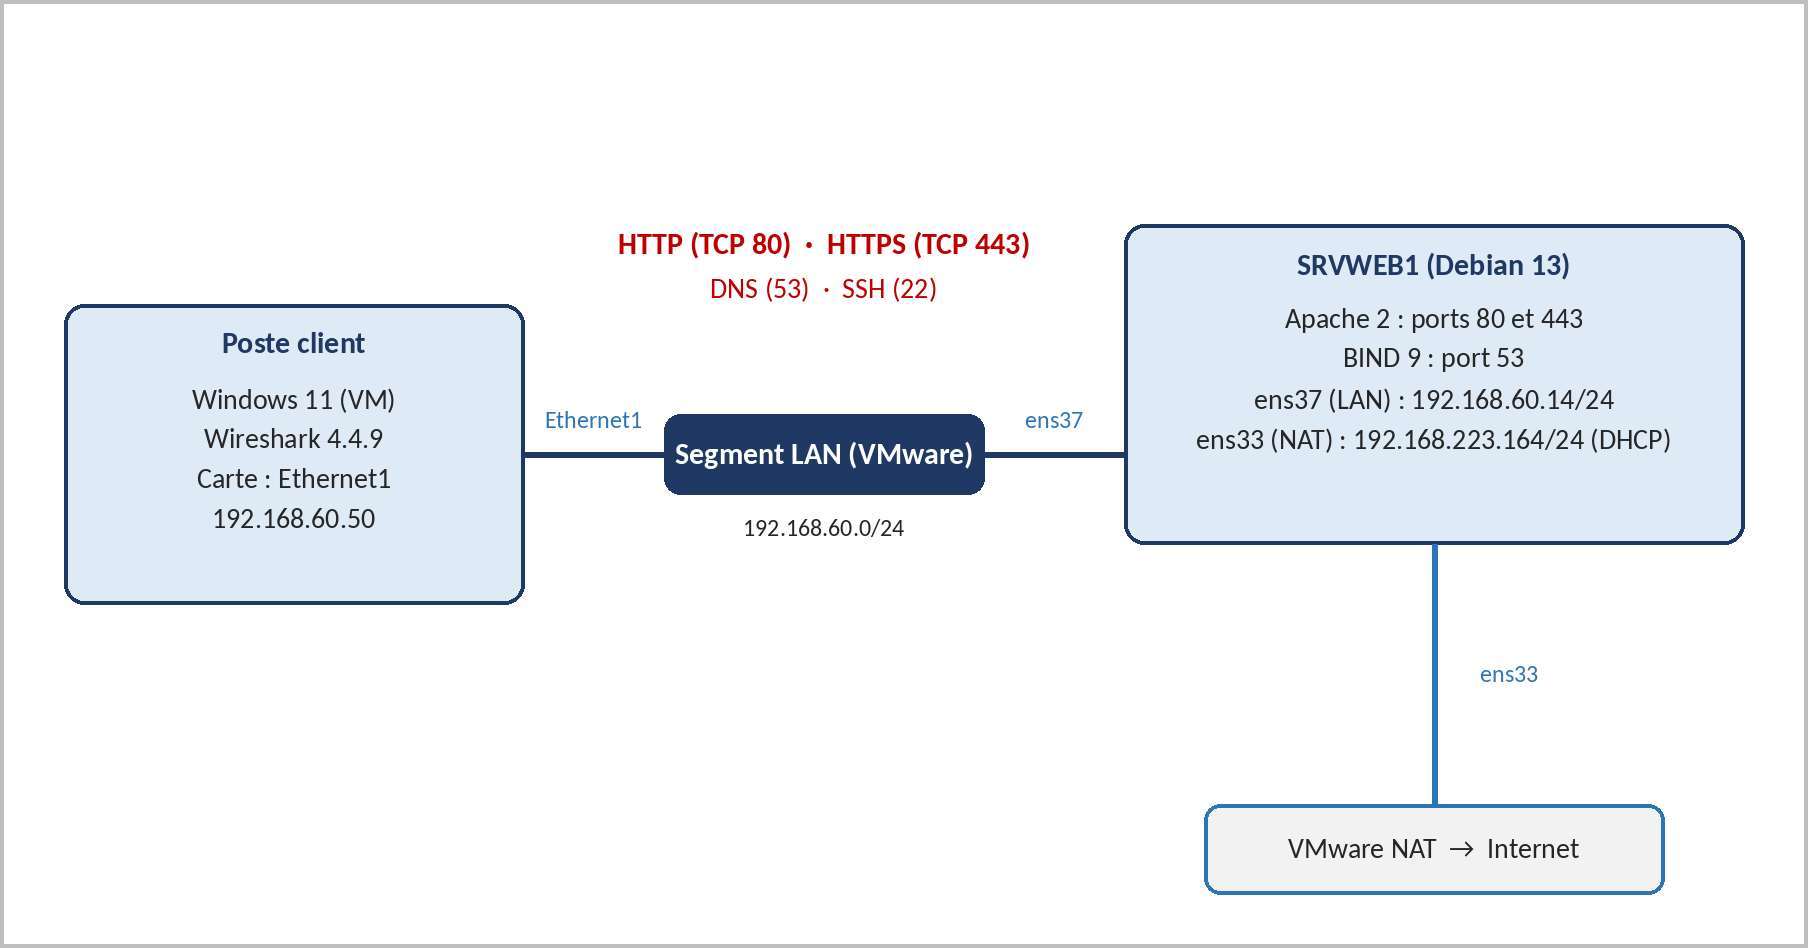 HTTP (TCP 80) · HTTPS (TCP 443)
DNS (53) · SSH (22)
Poste client
Windows 11 (VM)
Wireshark 4.4.9
Carte : Ethernet1
192.168.60.50
Ethernet1
Segment LAN (VMware)
192.168.60.0/24
ens37
SRVWEB1 (Debian 13)
Apache 2 : ports 80 et 443
BIND 9 : port 53
ens37 (LAN) : 192.168.60.14/24
ens33 (NAT) : 192.168.223.164/24 (DHCP)
ens33
VMware NAT → Internet